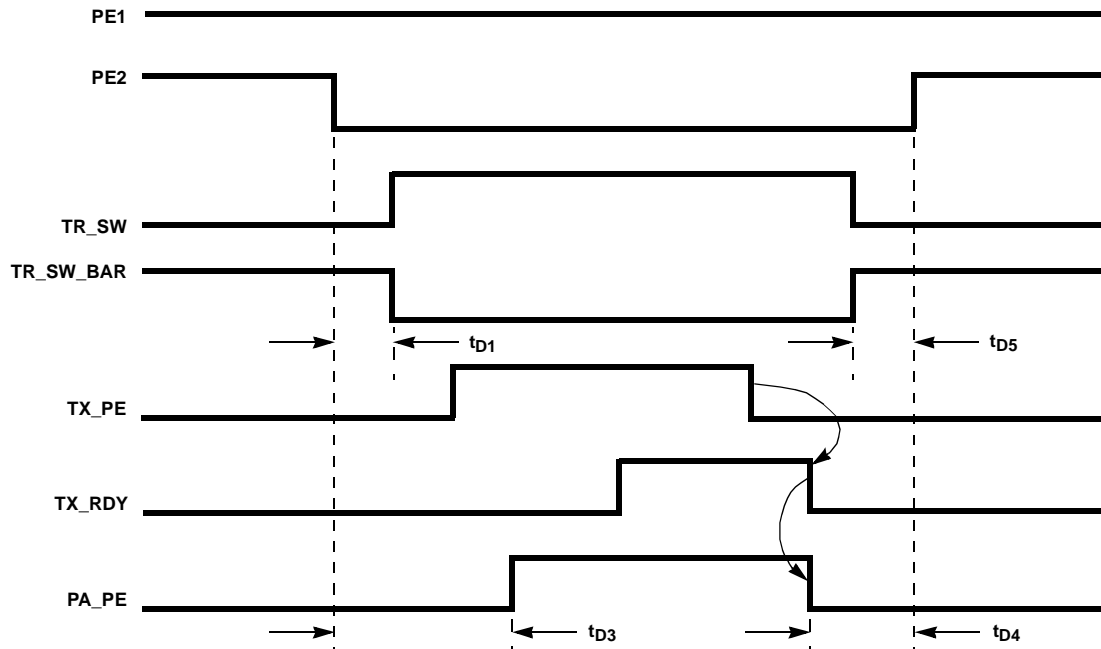 PE1
PE2
TR_SW
TR_SW_BAR
tD1
tD5
TX_PE
TX_RDY
PA_PE
tD3
tD4